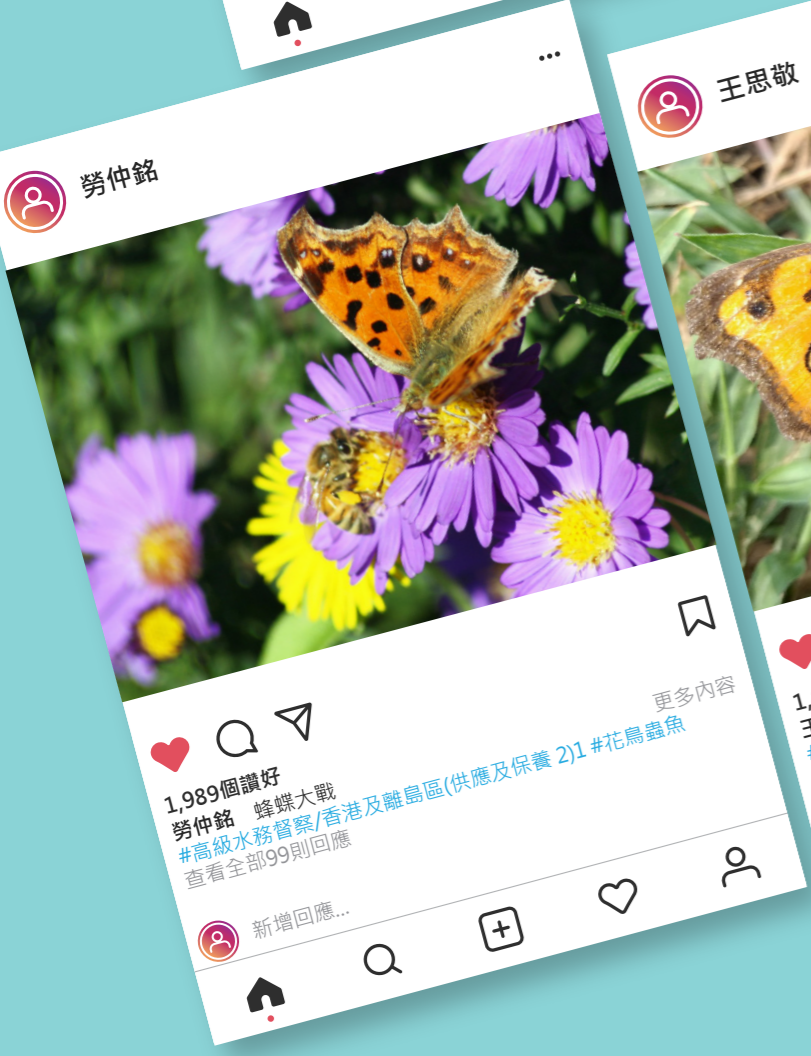 勞仲銘
更多內容
1,989個讚好
勞仲銘　蜂蝶大戰
#高級水務督察/香港及離島區(供應及保養 2)1 #花鳥蟲魚
查看全部99則回應
新增回應...
王思敬
1,